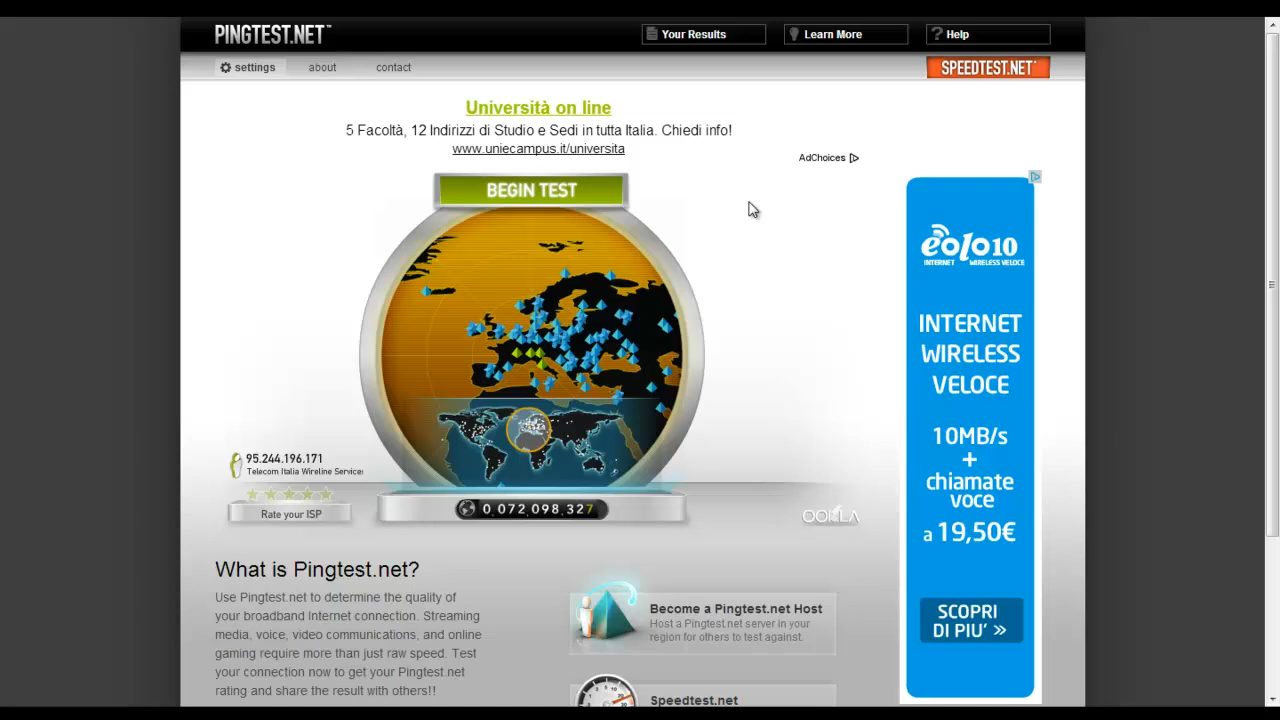 PINGTEST.NET™
Your Results
Learn More
? Help
settings
about
contact
SPEEDTEST.NET
Università on line
5 Facoltà, 12 Indirizzi di Studio e Sedi in tutta Italia. Chiedi info!
www.uniecampus.it/universita
AdChoices
BEGIN TEST
eolo10
INTERNET WIRELESS VELOCE
INTERNET
WIRELESS
VELOCE
10MB/s
+
chiamate
voce
a 19,50€
SCOPRI
DI PIU' »
95.244.196.171
Telecom Italia Wireline Service
Rate your ISP
0,072,098,327
OOKLA
What is Pingtest.net?
Use Pingtest.net to determine the quality of
your broadband Internet connection. Streaming
media, voice, video communications, and online
gaming require more than just raw speed. Test
your connection now to get your Pingtest.net
rating and share the result with others!!
Become a Pingtest.net Host
Host a Pingtest.net server in your
region for others to test against.
Speedtest.net